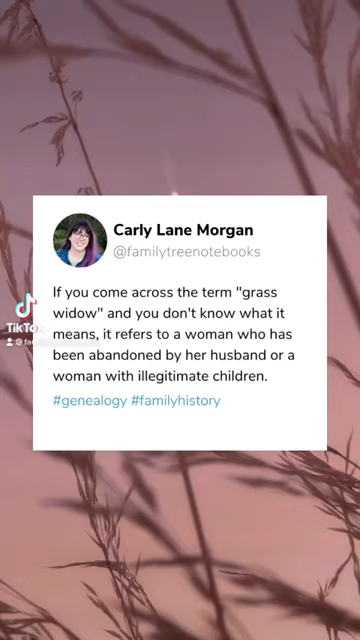 Carly Lane Morgan
@familytreenotebooks
If you come across the term "grass
widow" and you don't know what it
means, it refers to a woman who has
been abandoned by her husband or a
woman with illegitimate children.
#genealogy #familyhistory
TikTok